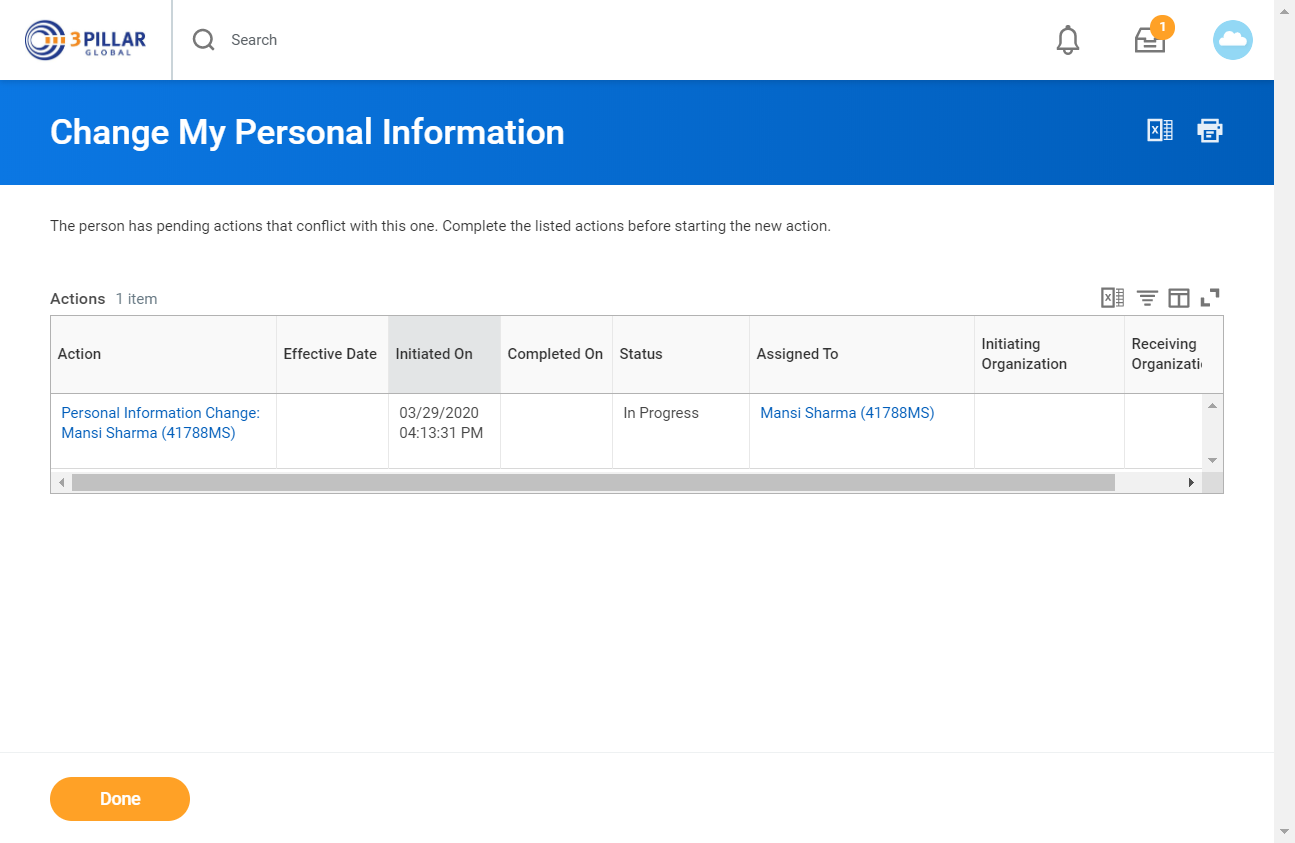 3PILLAR
GLOBAL
Search
1
Change My Personal Information
The person has pending actions that conflict with this one. Complete the listed actions before starting the new action.
Actions 1 item
Action Effective Date Initiated On Completed On Status Assigned To Initiating Organization Receiving Organizati
Personal Information Change: 03/29/2020 In Progress Mansi Sharma (41788MS)
Mansi Sharma (41788MS) 04:13:31 PM
Done